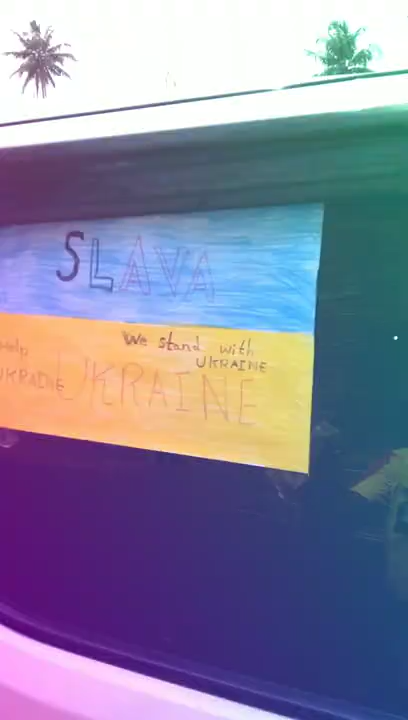 SLAVA
We stand with
UKRAINE
Help
UKRAINE
UKRAINE